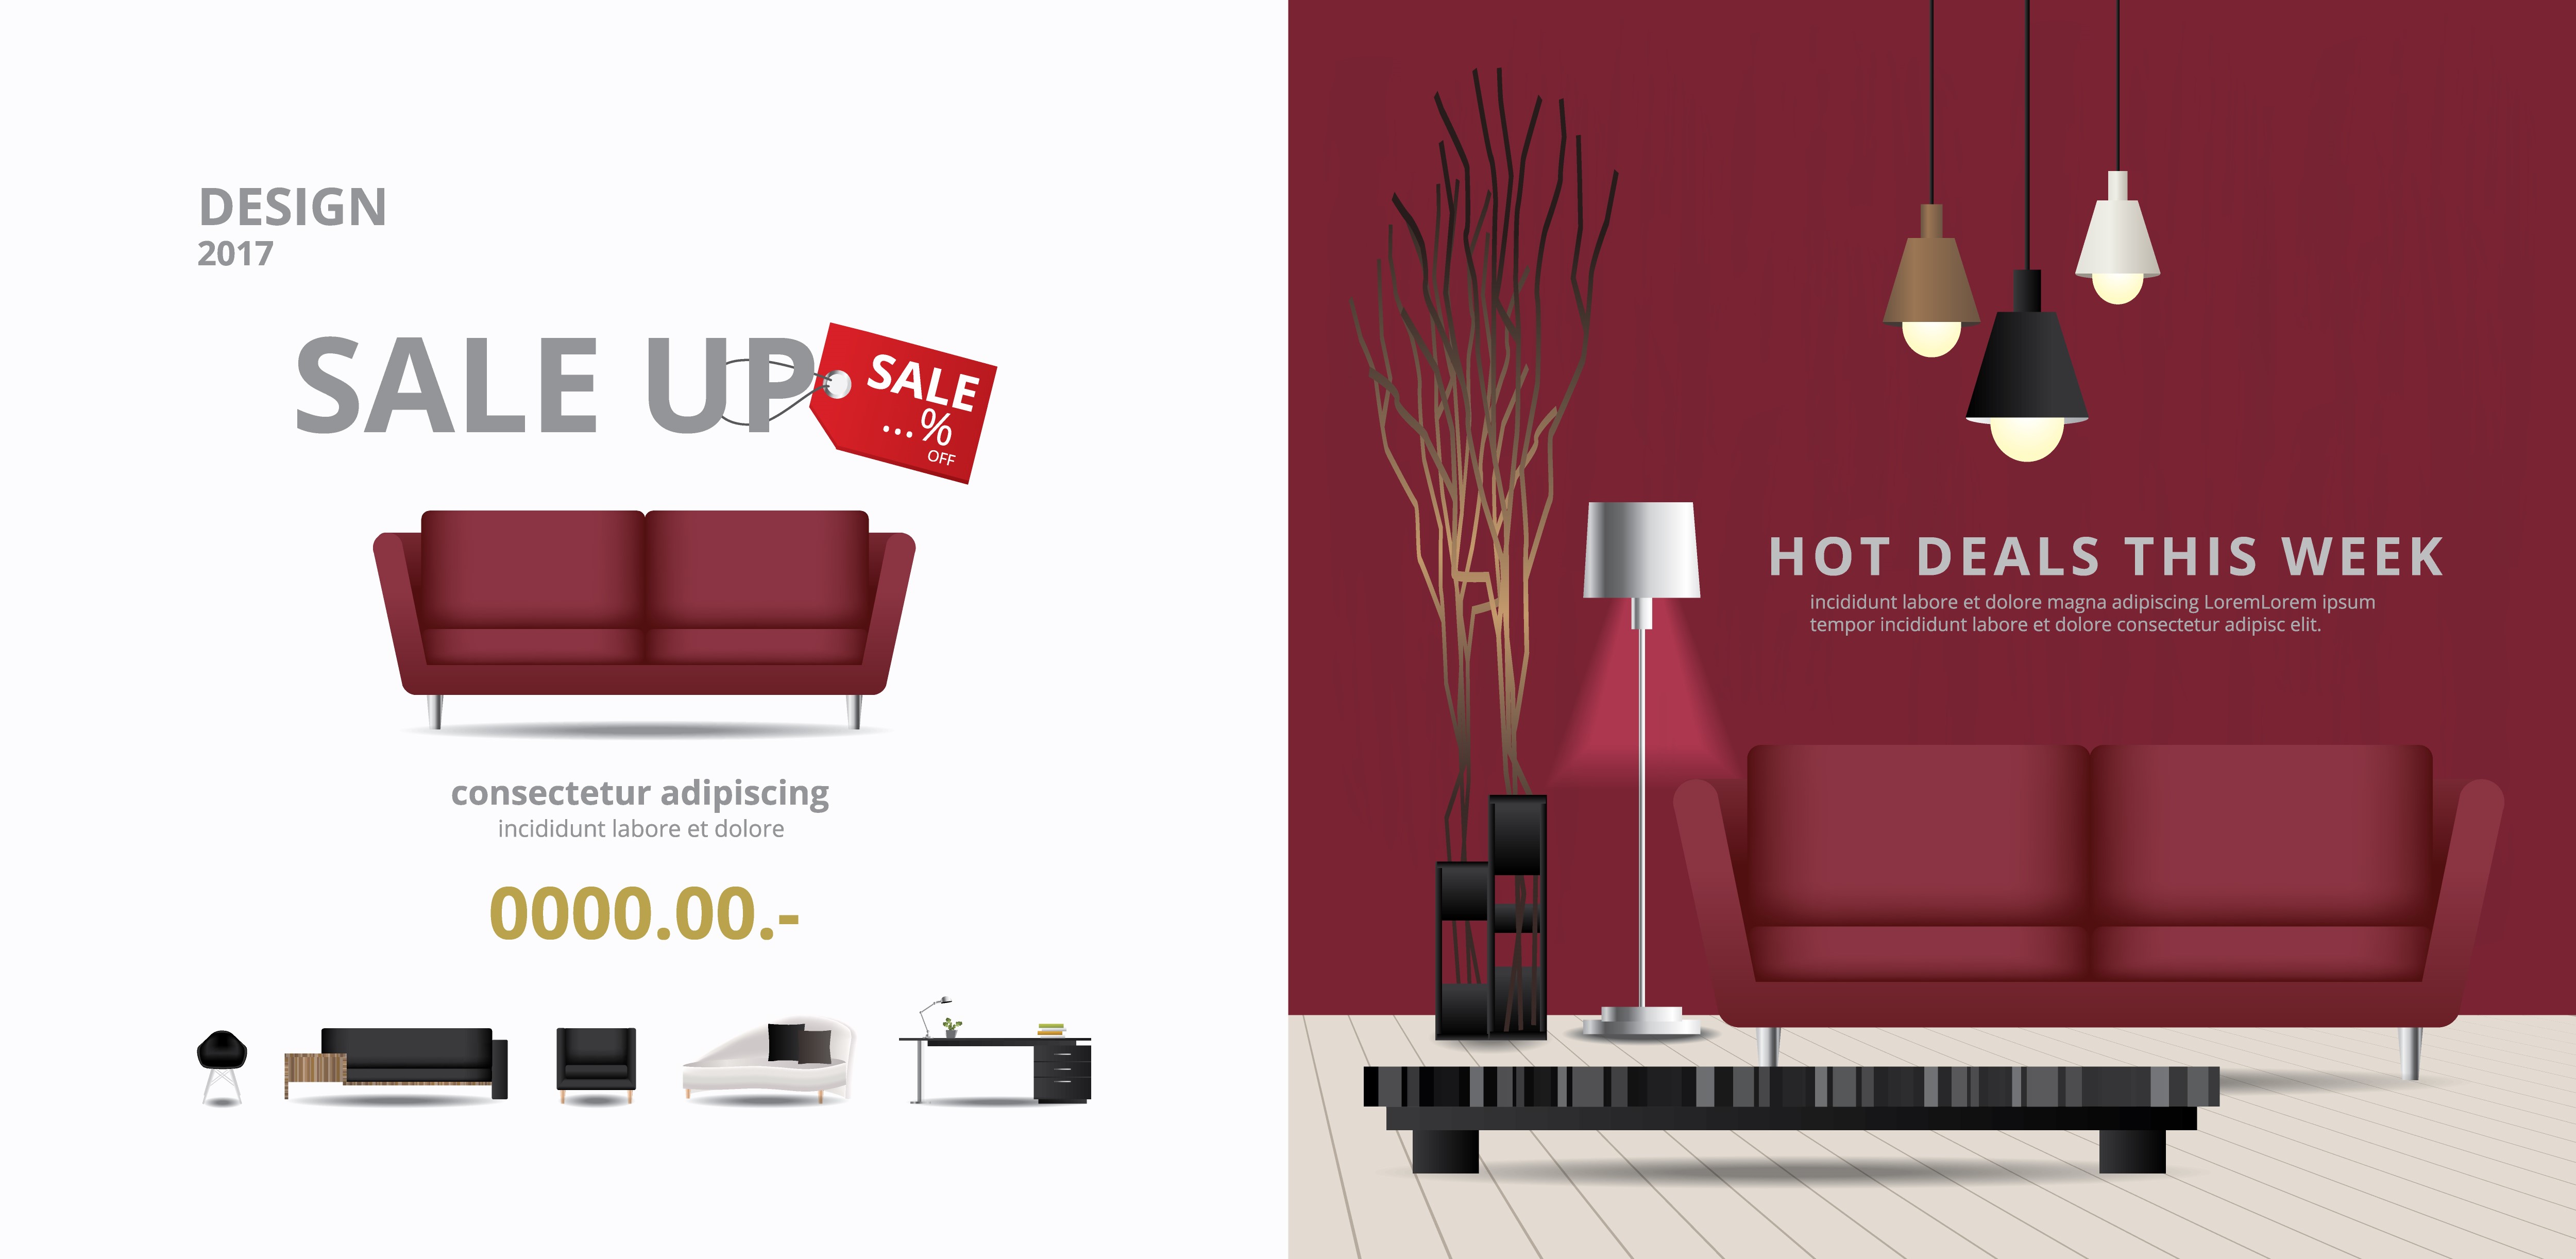 DESIGN
2017
SALE UP
SALE
...%
OFF
consectetur adipiscing
incididunt labore et dolore
0000.00.-
HOT DEALS THIS WEEK
incididunt labore et dolore magna adipiscing LoremLorem ipsum
tempor incididunt labore et dolore consectetur adipisc elit.